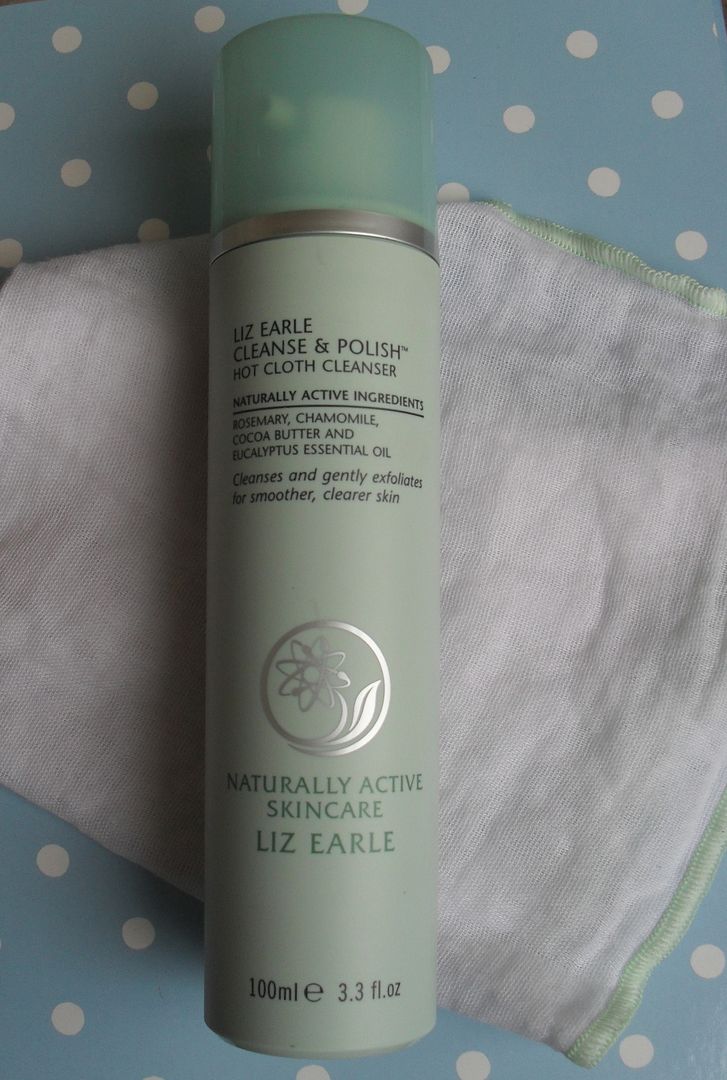 LIZ EARLE
CLEANSE & POLISH™
HOT CLOTH CLEANSER
NATURALLY ACTIVE INGREDIENTS
ROSEMARY, CHAMOMILE,
COCOA BUTTER AND
EUCALYPTUS ESSENTIAL OIL
Cleanses and gently exfoliates
for smoother, clearer skin
NATURALLY ACTIVE
SKINCARE
LIZ EARLE
100ml ℮ 3.3 fl.oz